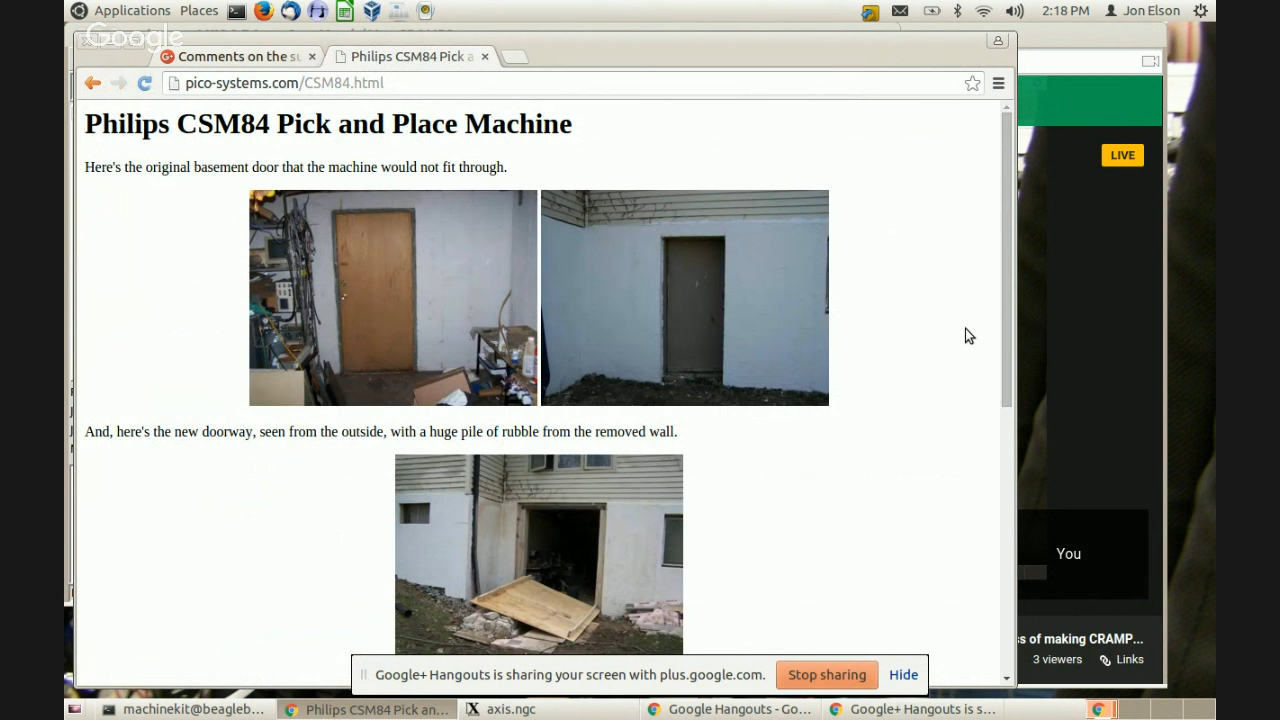 Applications Places
2:18 PM Jon Elson
Google
Comments on the su
Philips CSM84 Pick a
pico-systems.com/CSM84.html
Philips CSM84 Pick and Place Machine
Here's the original basement door that the machine would not fit through.
LIVE
And, here's the new doorway, seen from the outside, with a huge pile of rubble from the removed wall.
You
ss of making CRAMP...
3 viewers Links
Google+ Hangouts is sharing your screen with plus.google.com. Stop sharing Hide
machinekit@beagleb... Philips CSM84 Pick an... axis.ngc Google Hangouts - Go... Google+ Hangouts is s...